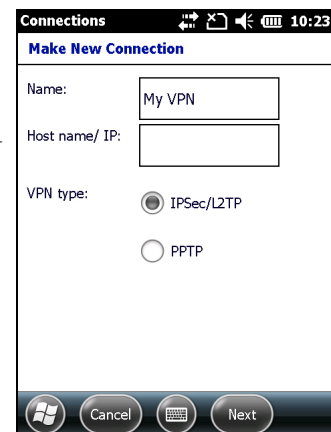 Connections 10:23
Make New Connection
Name: My VPN
Host name/ IP:
VPN type: IPSec/L2TP
PPTP
Cancel Next